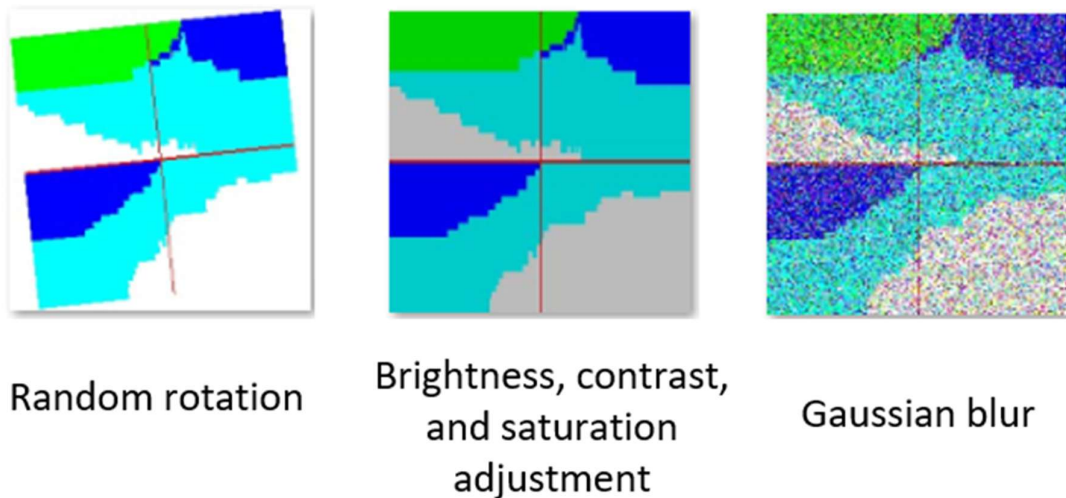 Random rotation
Brightness, contrast,
and saturation
adjustment
Gaussian blur